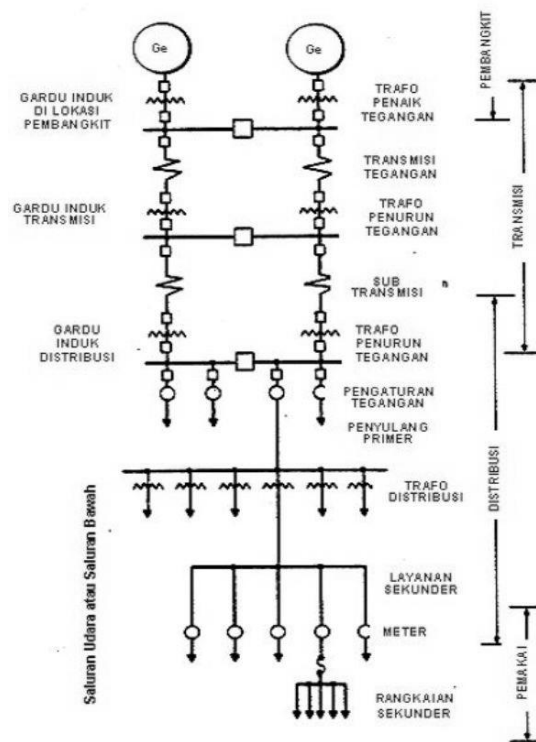 Ge
Ge
GARDU INDUK
DI LOKASI
PEMBANGKIT
TRAFO
PENAIK
TEGANGAN
PEMBANGKIT
TRANSMISI
TEGANGAN
GARDU INDUK
TRANSMISI
TRAFO
PENURUN
TEGANGAN
TRANSMISI
SUB
TRANSMISI
n
GARDU
INDUK
DISTRIBUSI
TRAFO
PENURUN
TEGANGAN
PENGATURAN
TEGANGAN
PENYULANG
PRIMER
DISTRIBUSI
TRAFO
DISTRIBUSI
Saluran Udara atau Saluran Bawah
LAYANAN
SEKUNDER
METER
PEMAKAI
RANGKAIAN
SEKUNDER